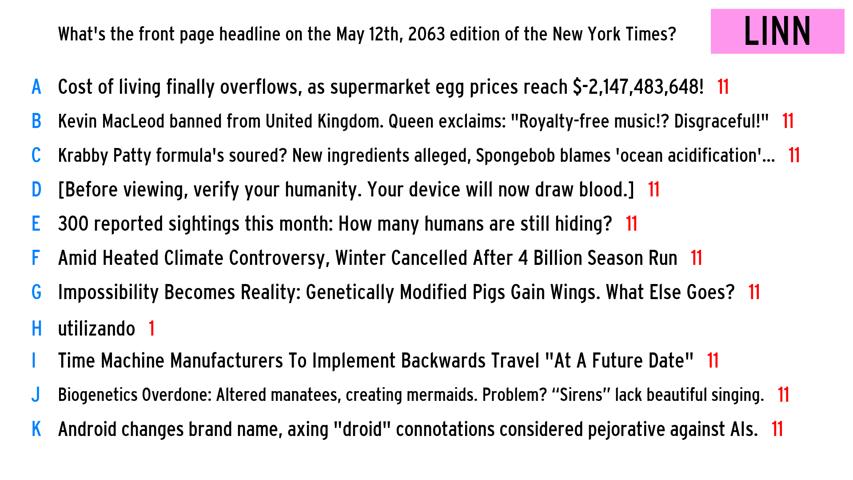 What's the front page headline on the May 12th, 2063 edition of the New York Times?
LINN
A Cost of living finally overflows, as supermarket egg prices reach $-2,147,483,648! 11
B Kevin MacLeod banned from United Kingdom. Queen exclaims: "Royalty-free music!? Disgraceful!" 11
C Krabby Patty formula's soured? New ingredients alleged, Spongebob blames 'ocean acidification'... 11
D [Before viewing, verify your humanity. Your device will now draw blood.] 11
E 300 reported sightings this month: How many humans are still hiding? 11
F Amid Heated Climate Controversy, Winter Cancelled After 4 Billion Season Run 11
G Impossibility Becomes Reality: Genetically Modified Pigs Gain Wings. What Else Goes? 11
H utilizando 1
I Time Machine Manufacturers To Implement Backwards Travel "At A Future Date" 11
J Biogenetics Overdone: Altered manatees, creating mermaids. Problem? “Sirens” lack beautiful singing. 11
K Android changes brand name, axing "droid" connotations considered pejorative against AIs. 11